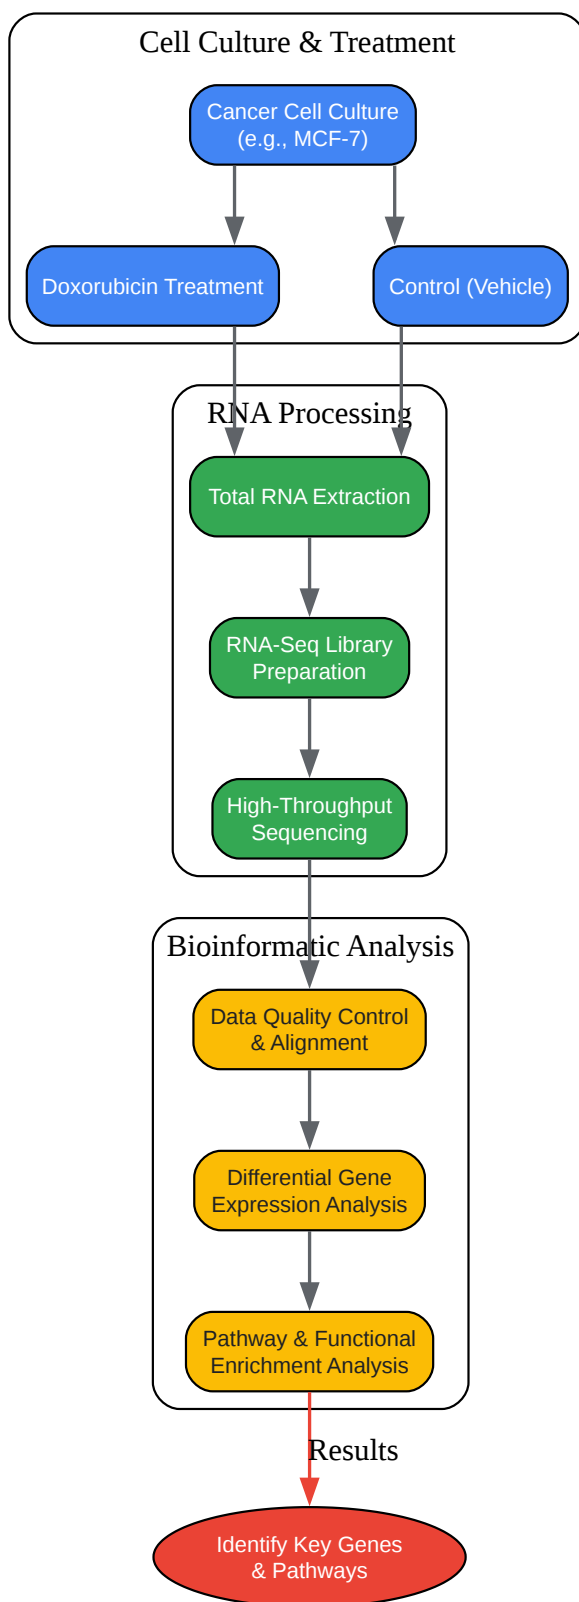 Cell Culture & Treatment
Cancer Cell Culture
(e.g., MCF-7)
Doxorubicin Treatment
Control (Vehicle)
RNA Processing
Total RNA Extraction
RNA-Seq Library
Preparation
High-Throughput
Sequencing
Bioinformatic Analysis
Data Quality Control
& Alignment
Differential Gene
Expression Analysis
Pathway & Functional
Enrichment Analysis
Results
Identify Key Genes
& Pathways